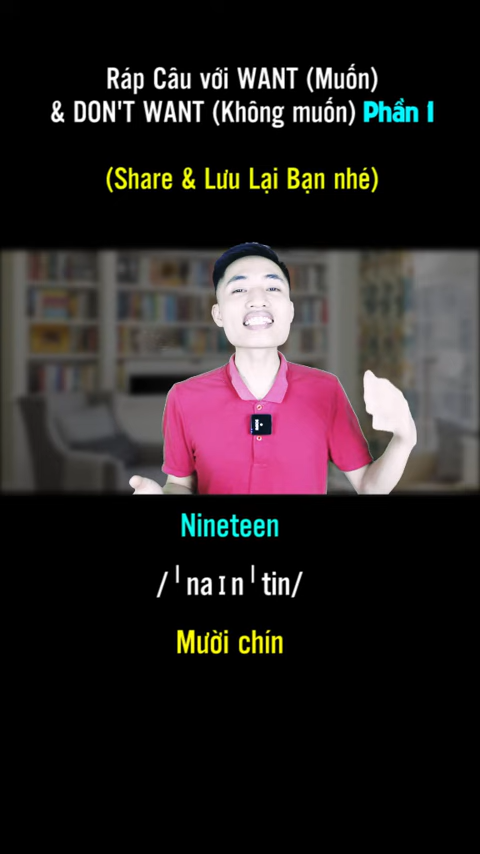 Ráp Câu với WANT (Muốn)
& DON'T WANT (Không muốn) Phần 1
(Share & Lưu Lại Bạn nhé)
Nineteen
/ˈnaɪnˈtin/
Mười chín